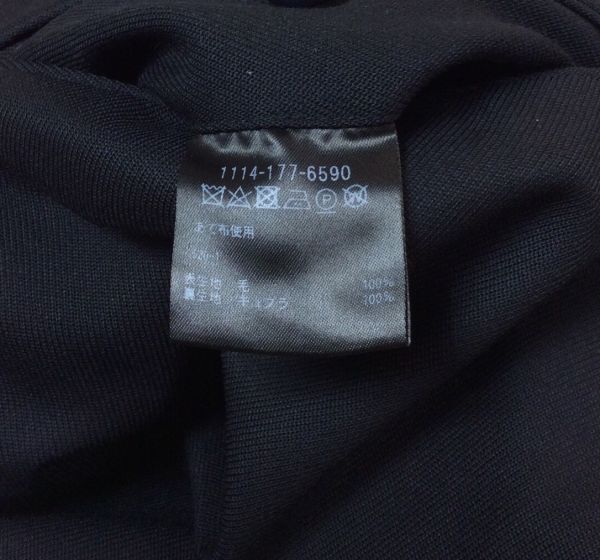 1114-177-6590
P
あて布使用
表生地 / 毛 100%
裏生地 / キュプラ 100%